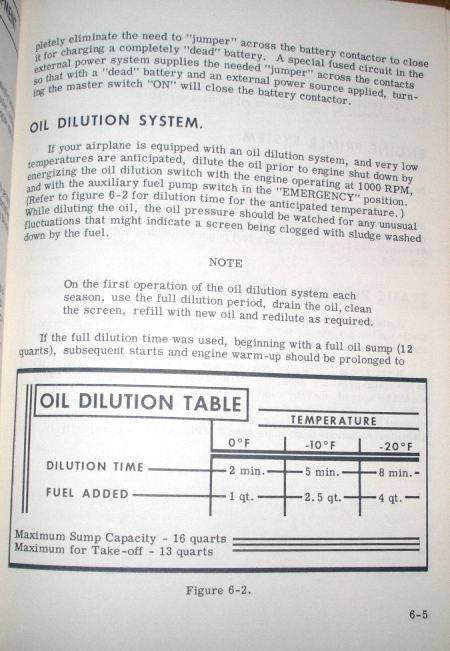 pletely eliminate the need to "jumper" across the battery contactor to close
it for charging a completely "dead" battery. A special fused circuit in the
external power system supplies the needed "jumper" across the contacts
so that with a "dead" battery and an external power source applied, turn-
ing the master switch "ON" will close the battery contactor.
OIL DILUTION SYSTEM.
If your airplane is equipped with an oil dilution system, and very low
temperatures are anticipated, dilute the oil prior to engine shut down by
energizing the oil dilution switch with the engine operating at 1000 RPM,
and with the auxiliary fuel pump switch in the "EMERGENCY" position.
(Refer to figure 6-2 for dilution time for the anticipated temperature.)
While diluting the oil, the oil pressure should be watched for any unusual
fluctuations that might indicate a screen being clogged with sludge washed
down by the fuel.
NOTE
On the first operation of the oil dilution system each
season, use the full dilution period, drain the oil, clean
the screen, refill with new oil and redilute as required.
If the full dilution time was used, beginning with a full oil sump (12
quarts), subsequent starts and engine warm-up should be prolonged to
OIL DILUTION TABLE
TEMPERATURE
0°F -10°F -20°F
DILUTION TIME 2 min. 5 min. 8 min.
FUEL ADDED 1 qt. 2.5 qt. 4 qt.
Maximum Sump Capacity - 16 quarts
Maximum for Take-off - 13 quarts
Figure 6-2.
6-5